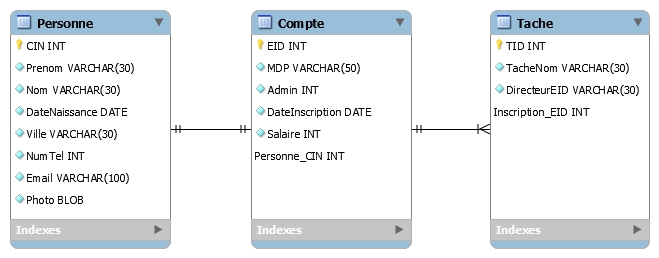 Personne
CIN INT
Prenom VARCHAR(30)
Nom VARCHAR(30)
DateNaissance DATE
Ville VARCHAR(30)
NumTel INT
Email VARCHAR(100)
Photo BLOB
Indexes
Compte
EID INT
MDP VARCHAR(50)
Admin INT
DateInscription DATE
Salaire INT
Personne_CIN INT
Indexes
Tache
TID INT
TacheNom VARCHAR(30)
DirecteurEID VARCHAR(30)
Inscription_EID INT
Indexes